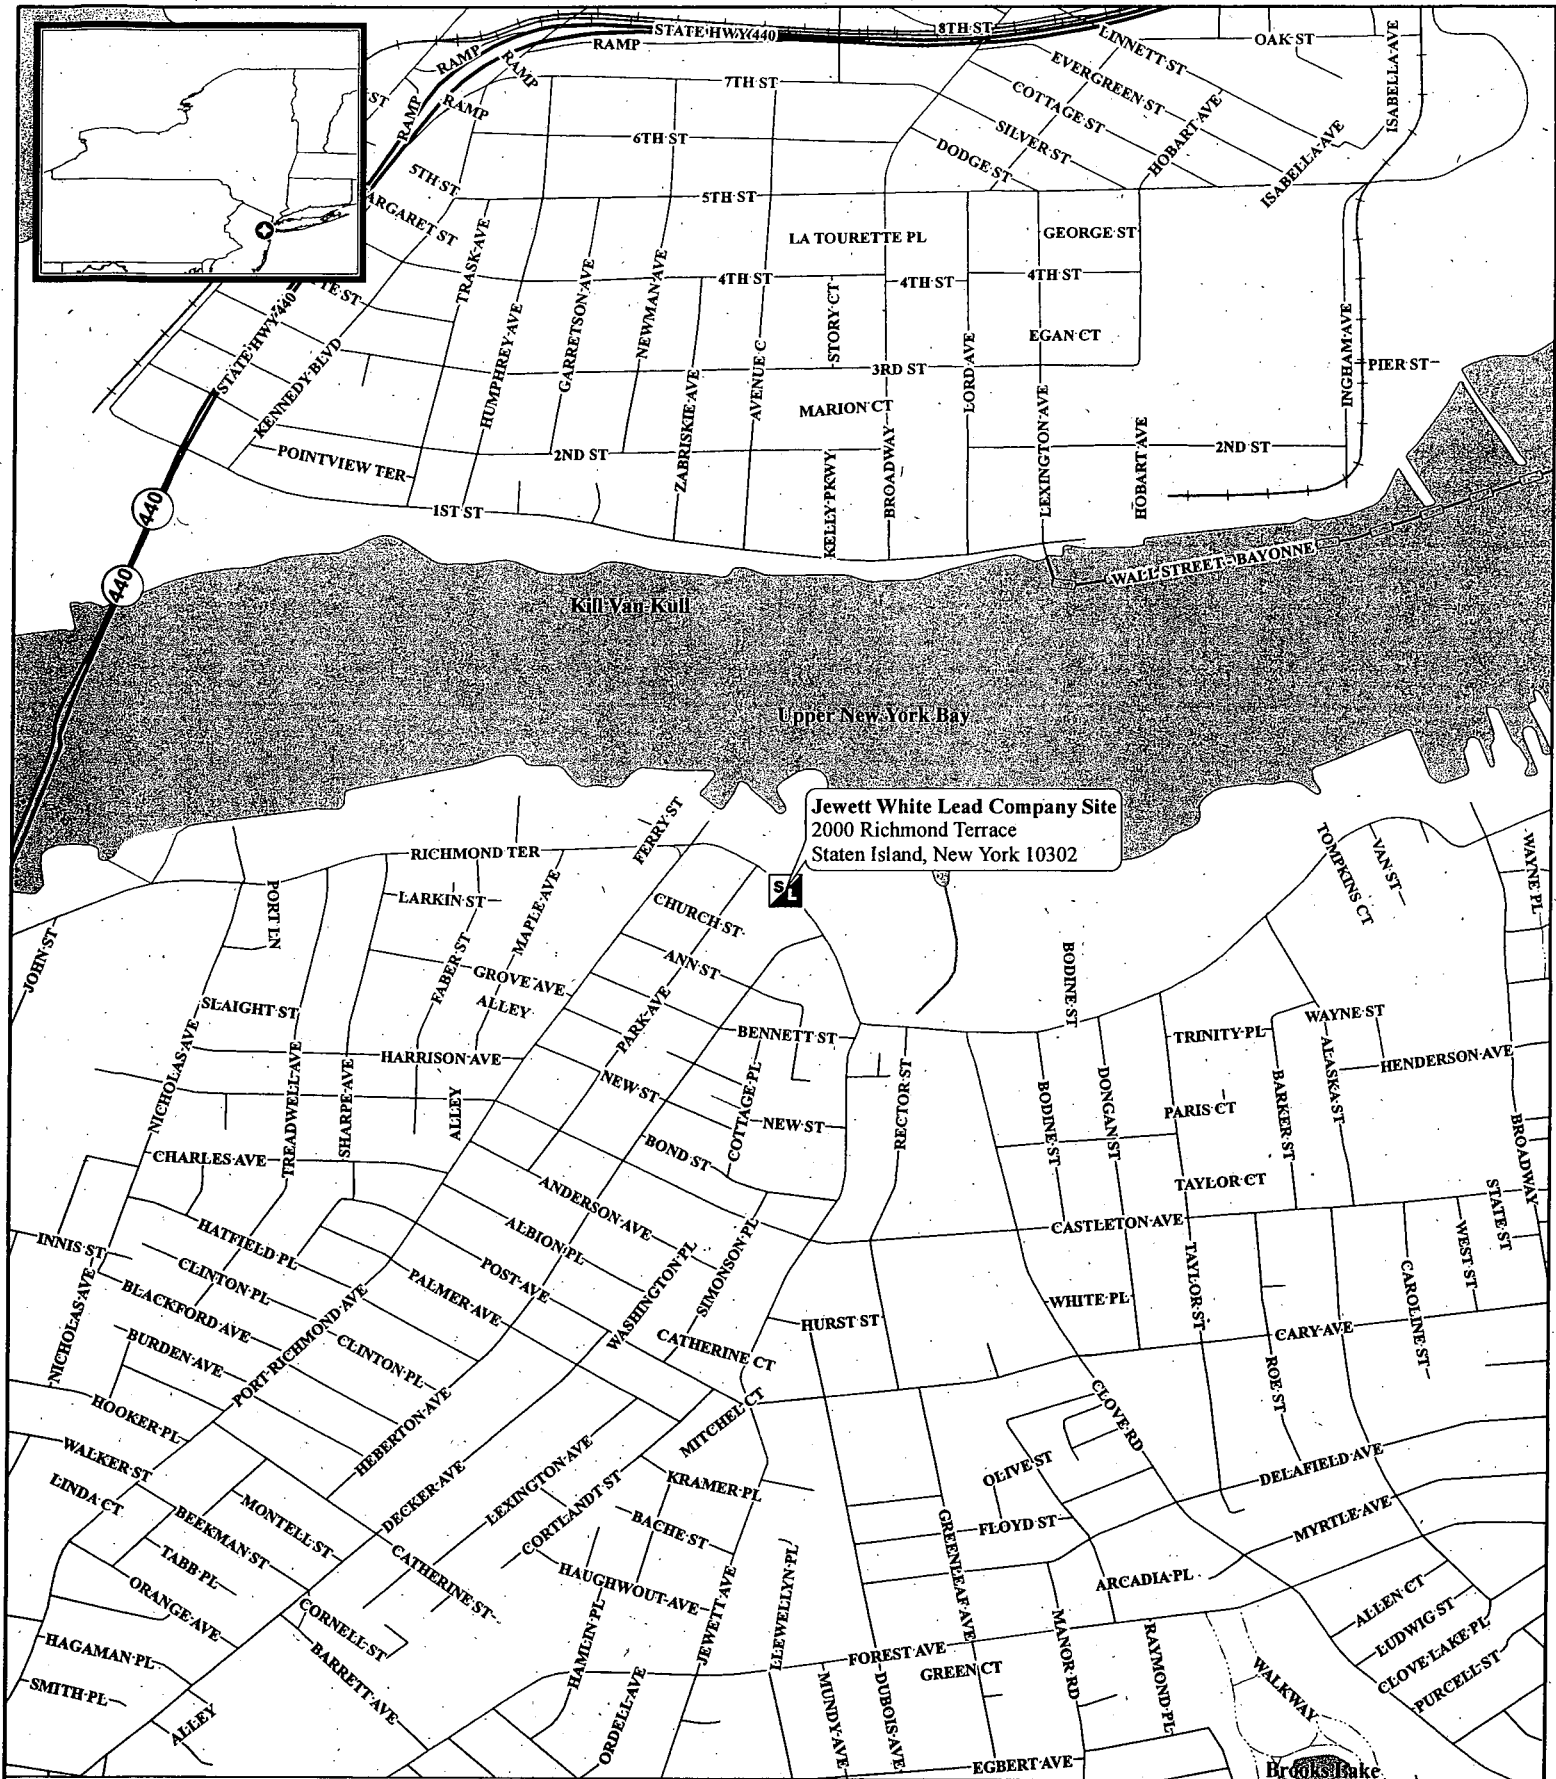 STATE HWY 440
8TH ST
RAMP
RAMP
RAMP
RAMP
RAMP
LINNETT ST
OAK ST
ISABELLA AVE
EVERGREEN ST
7TH ST
COTTAGE ST
HOBART AVE
SILVER ST
DODGE ST
ISABELLA AVE
ST
6TH ST
5TH ST
5TH ST
ARGARET ST
LA TOURETTE PL
GEORGE ST
TRASK AVE
4TH ST
4TH ST
4TH ST
TE ST
STATE HWY 440
KENNEDY BLVD
HUMPHREY AVE
GARRETSON AVE
NEWMAN AVE
ZABRISKIE AVE
AVENUE C
STORY CT
EGAN CT
3RD ST
LORD AVE
INGHAM AVE
PIER ST
MARION CT
POINTVIEW TER
2ND ST
2ND ST
KELLY PKWY
BROADWAY
LEXINGTON AVE
HOBART AVE
1ST ST
440
440
WALL STREET - BAYONNE
Kill Van Kull
Upper New York Bay
Jewett White Lead Company Site
2000 Richmond Terrace
Staten Island, New York 10302
S L
FERRY ST
RICHMOND TER
TOMPKINS CT
VAN ST
WAYNE PL
PORT LN
LARKIN ST
MAPLE AVE
CHURCH ST
JOHN ST
FABER ST
ANN ST
BODINE ST
GROVE AVE
ALLEY
SLAIGHT ST
PARK AVE
BENNETT ST
TRINITY PL
WAYNE ST
NICHOLAS AVE
TREADWELL AVE
SHARPE AVE
HARRISON AVE
HENDERSON AVE
ALLEY
NEW ST
COTTAGE PL
NEW ST
RECTOR ST
BODINE ST
DONGAN ST
PARIS CT
BARKER ST
ALASKA ST
BROADWAY
CHARLES AVE
BOND ST
TAYLOR CT
ANDERSON AVE
CASTLETON AVE
STATE ST
WEST ST
INNIS ST
HATFIELD PL
ALBION PL
SIMONSON PL
WASHINGTON PL
CLINTON PL
POST AVE
TAYLOR ST
CAROLINE ST
NICHOLAS AVE
BLACKFORD AVE
PALMER AVE
WHITE PL
PORT RICHMOND AVE
HURST ST
CARY AVE
BURDEN AVE
CLINTON PL
CATHERINE CT
ROE ST
HOOKER PL
HEBERTON AVE
MITCHEL CT
CLOVE RD
WALKER ST
LEXINGTON AVE
OLIVE ST
DELAFIELD AVE
LINDA CT
DECKER AVE
CORTLANDT ST
KRAMER PL
BEEKMAN ST
MONTELL ST
BACHE ST
GREENLEAF AVE
FLOYD ST
MYRTLE AVE
TABB PL
CATHERINE ST
HAUGHWOUT AVE
LLEWELLYN PL
ARCADIA PL
ORANGE AVE
CORNELL ST
HAMLIN PL
JEWETT AVE
ALLEN CT
LUDWIG ST
CLOVE LAKE PL
PURCELL ST
HAGAMAN PL
BARRETT AVE
FOREST AVE
GREEN CT
MANOR RD
RAYMOND PL
WALKWAY
SMITH PL
ALLEY
ORDELL AVE
MUNDY AVE
DUBOIS AVE
EGBERT AVE
Brooks Lake